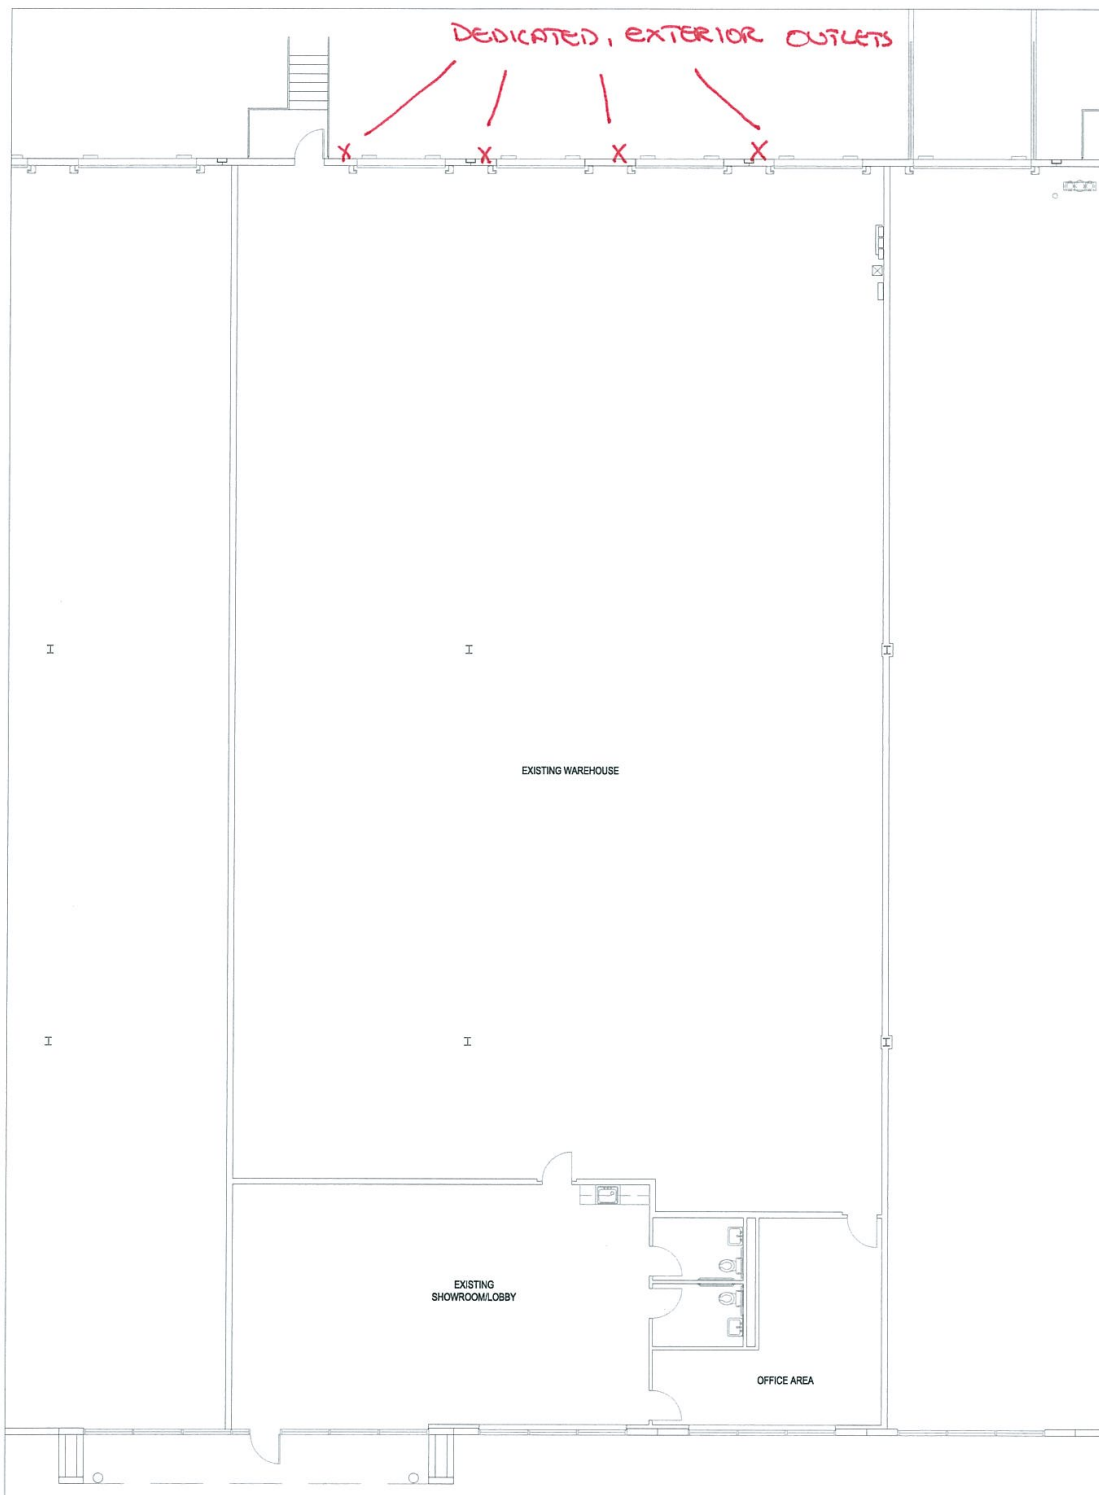 DEDICATED, EXTERIOR OUTLETS
EXISTING WAREHOUSE
EXISTING
SHOWROOM/LOBBY
OFFICE AREA